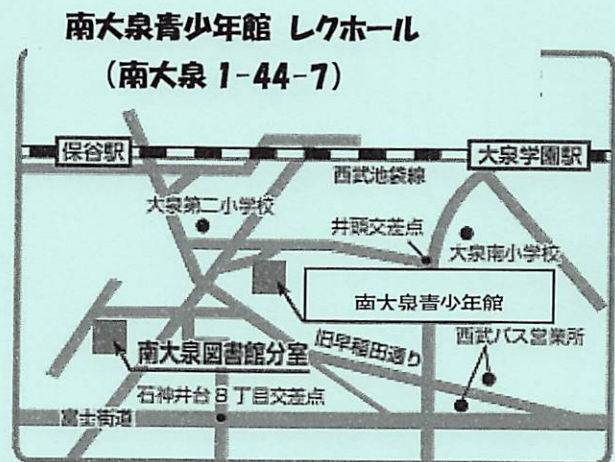 南大泉青少年館 レクホール
(南大泉 1-44-7)
保谷駅
大泉学園駅
西武池袋線
大泉第二小学校
井頭交差点
大泉南小学校
南大泉青少年館
旧早稲田通り
西武バス営業所
南大泉図書館分室
石神井台8丁目交差点
富士街道